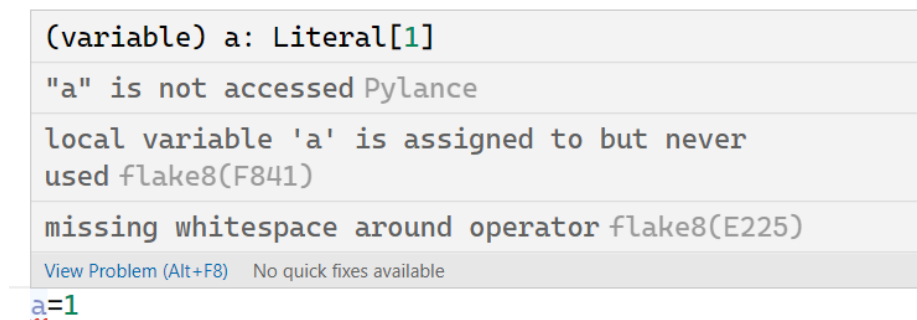 (variable) a: Literal[1]
"a" is not accessed Pylance
local variable 'a' is assigned to but never
used flake8(F841)
missing whitespace around operator flake8(E225)
View Problem (Alt+F8) No quick fixes available
a=1